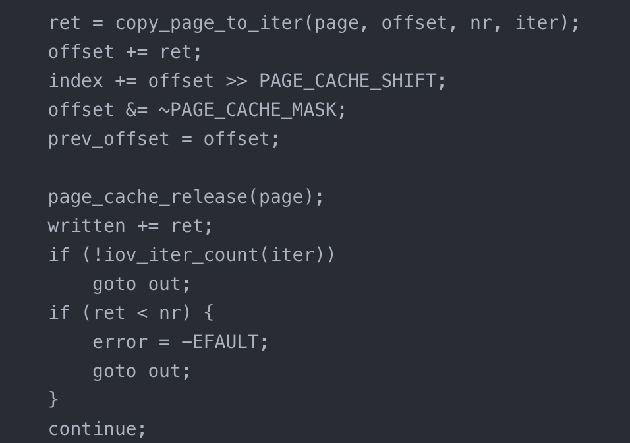 ret = copy_page_to_iter(page, offset, nr, iter);
offset += ret;
index += offset >> PAGE_CACHE_SHIFT;
offset &= ~PAGE_CACHE_MASK;
prev_offset = offset;

page_cache_release(page);
written += ret;
if (!iov_iter_count(iter))
    goto out;
if (ret < nr) {
    error = -EFAULT;
    goto out;
}
continue;